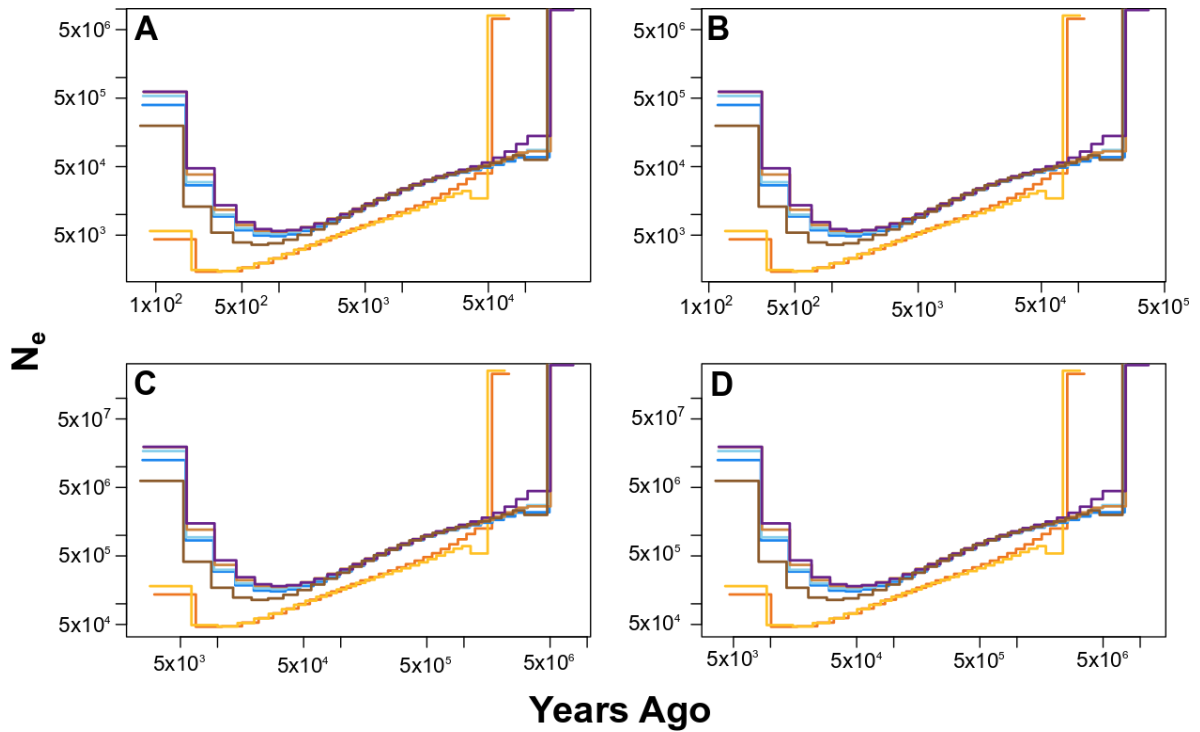 A
B
5x10⁶
5x10⁵
5x10⁴
5x10³
5x10⁶
5x10⁵
5x10⁴
5x10³
1x10²
5x10²
5x10³
5x10⁴
1x10²
5x10²
5x10³
5x10⁴
5x10⁵
Nₑ
C
D
5x10⁷
5x10⁶
5x10⁵
5x10⁴
5x10⁷
5x10⁶
5x10⁵
5x10⁴
5x10³
5x10⁴
5x10⁵
5x10⁶
5x10³
5x10⁴
5x10⁵
5x10⁶
Years Ago